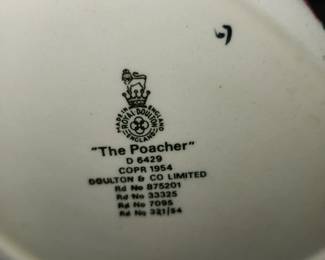 MADE IN ENGLAND
ROYAL DOULTON
ENGLAND
"The Poacher"
D 6429
COPR 1954
DOULTON & CO LIMITED
Rd No 875201
Rd No 33325
Rd No 7095
Rd No 321/54